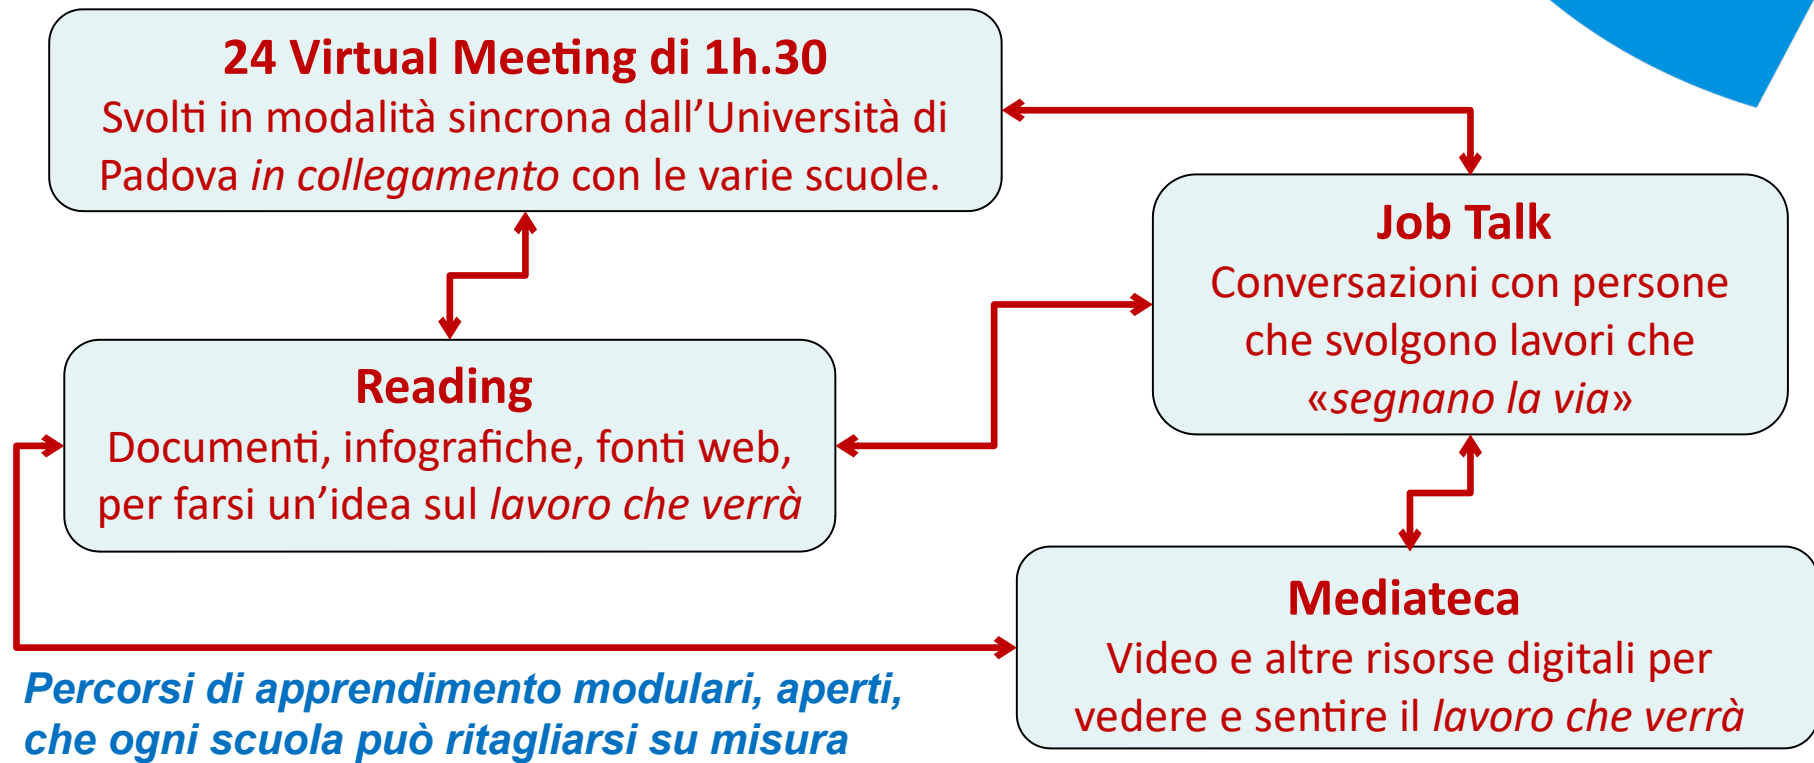 24 Virtual Meeting di 1h.30
Svolti in modalità sincrona dall’Università di
Padova in collegamento con le varie scuole.
Job Talk
Conversazioni con persone
che svolgono lavori che
«segnano la via»
Reading
Documenti, infografiche, fonti web,
per farsi un’idea sul lavoro che verrà
Mediateca
Video e altre risorse digitali per
vedere e sentire il lavoro che verrà
Percorsi di apprendimento modulari, aperti,
che ogni scuola può ritagliarsi su misura